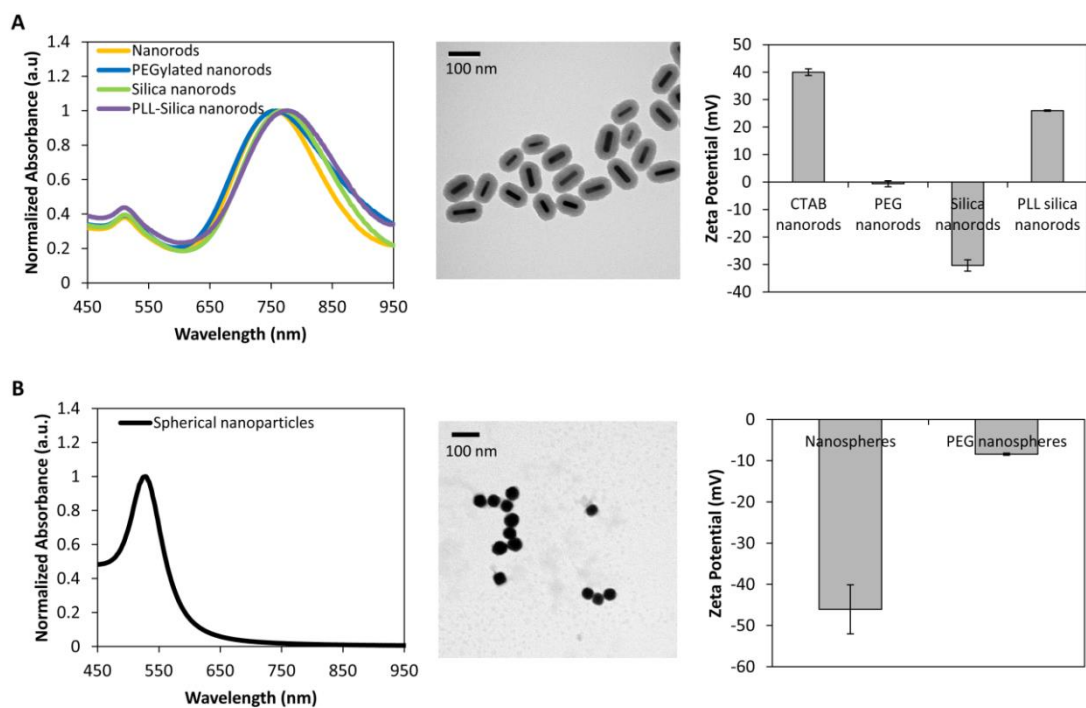 A
Normalized Absorbance (a.u)
1.4
1.2
1
0.8
0.6
0.4
0.2
0
Nanorods
PEGylated nanorods
Silica nanorods
PLL-Silica nanorods
450 550 650 750 850 950
Wavelength (nm)
100 nm
Zeta Potential (mV)
50
40
30
20
10
0
-10
-20
-30
-40
CTAB nanorods
PEG nanorods
Silica nanorods
PLL silica nanorods
B
Normalized Absorbance (a.u.)
1.4
1.2
1
0.8
0.6
0.4
0.2
0
Spherical nanoparticles
450 550 650 750 850 950
Wavelength (nm)
100 nm
Zeta Potential (mV)
0
-10
-20
-30
-40
-50
-60
Nanospheres
PEG nanospheres